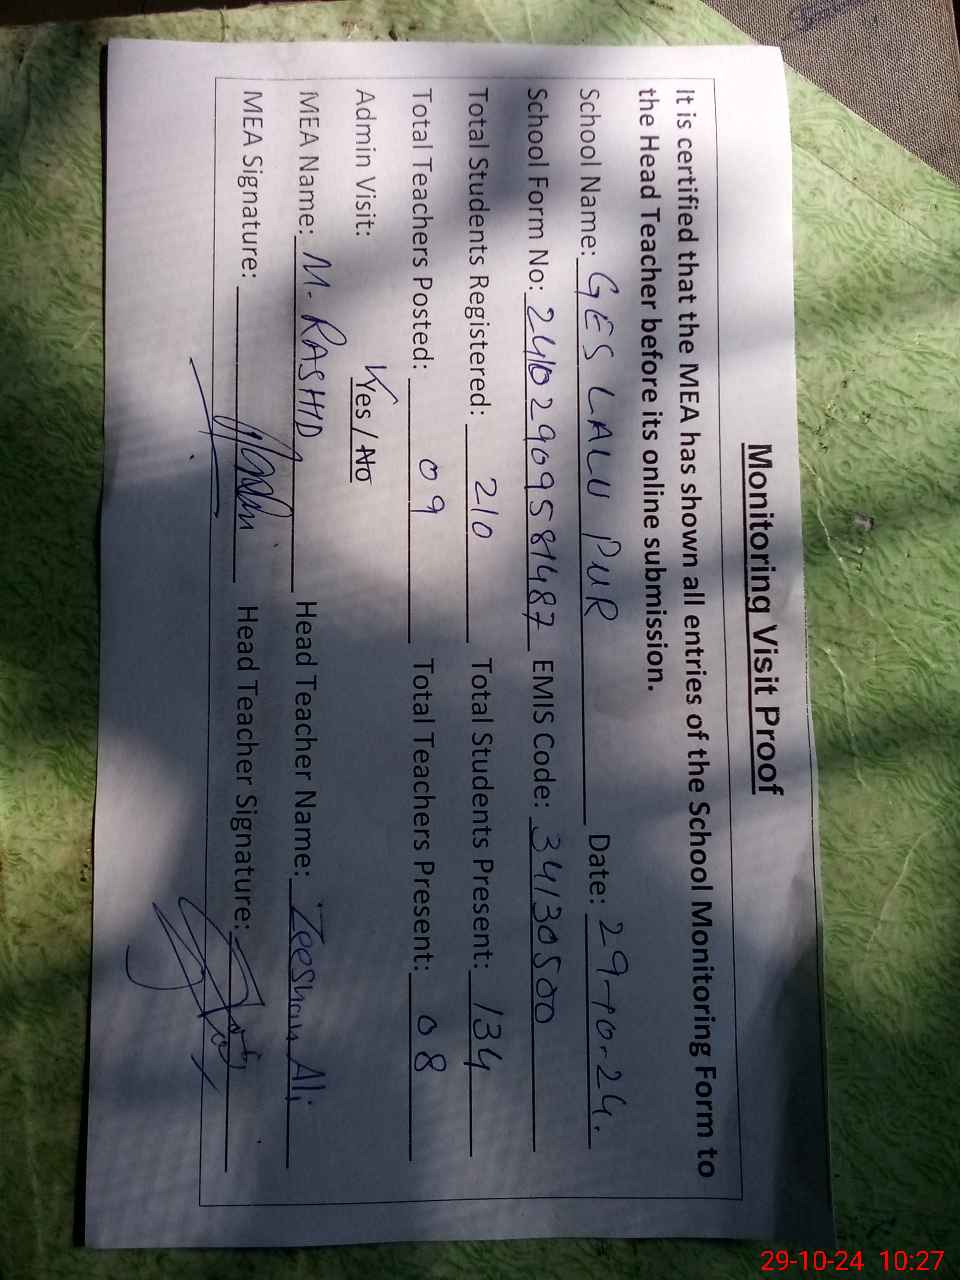 Monitoring Visit Proof
It is certified that the MEA has shown all entries of the School Monitoring Form to
the Head Teacher before its online submission.
School Name: GES LALU PUR Date: 29-10-24.
School Form No: 24102909581487 EMIS Code: 34130500
Total Students Registered: 210 Total Students Present: 134
Total Teachers Posted: 09 Total Teachers Present: 08
Admin Visit: Yes / No
MEA Name: M. RASHID Head Teacher Name: Zeeshan Ali
MEA Signature: Head Teacher Signature:
29-10-24 10:27